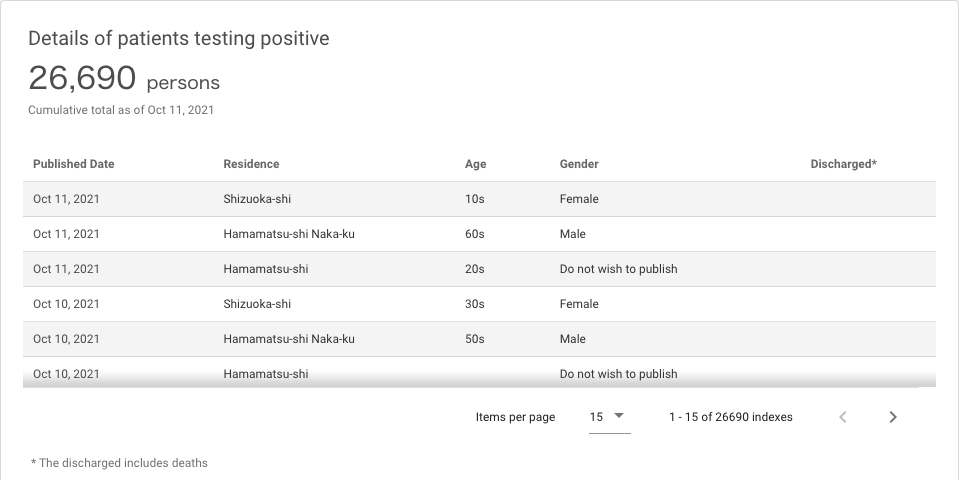 Details of patients testing positive
26,690 persons
Cumulative total as of Oct 11, 2021
Published Date Residence Age Gender Discharged*
Oct 11, 2021 Shizuoka-shi 10s Female
Oct 11, 2021 Hamamatsu-shi Naka-ku 60s Male
Oct 11, 2021 Hamamatsu-shi 20s Do not wish to publish
Oct 10, 2021 Shizuoka-shi 30s Female
Oct 10, 2021 Hamamatsu-shi Naka-ku 50s Male
Oct 10, 2021 Hamamatsu-shi Do not wish to publish
Items per page 15 1 - 15 of 26690 indexes
* The discharged includes deaths